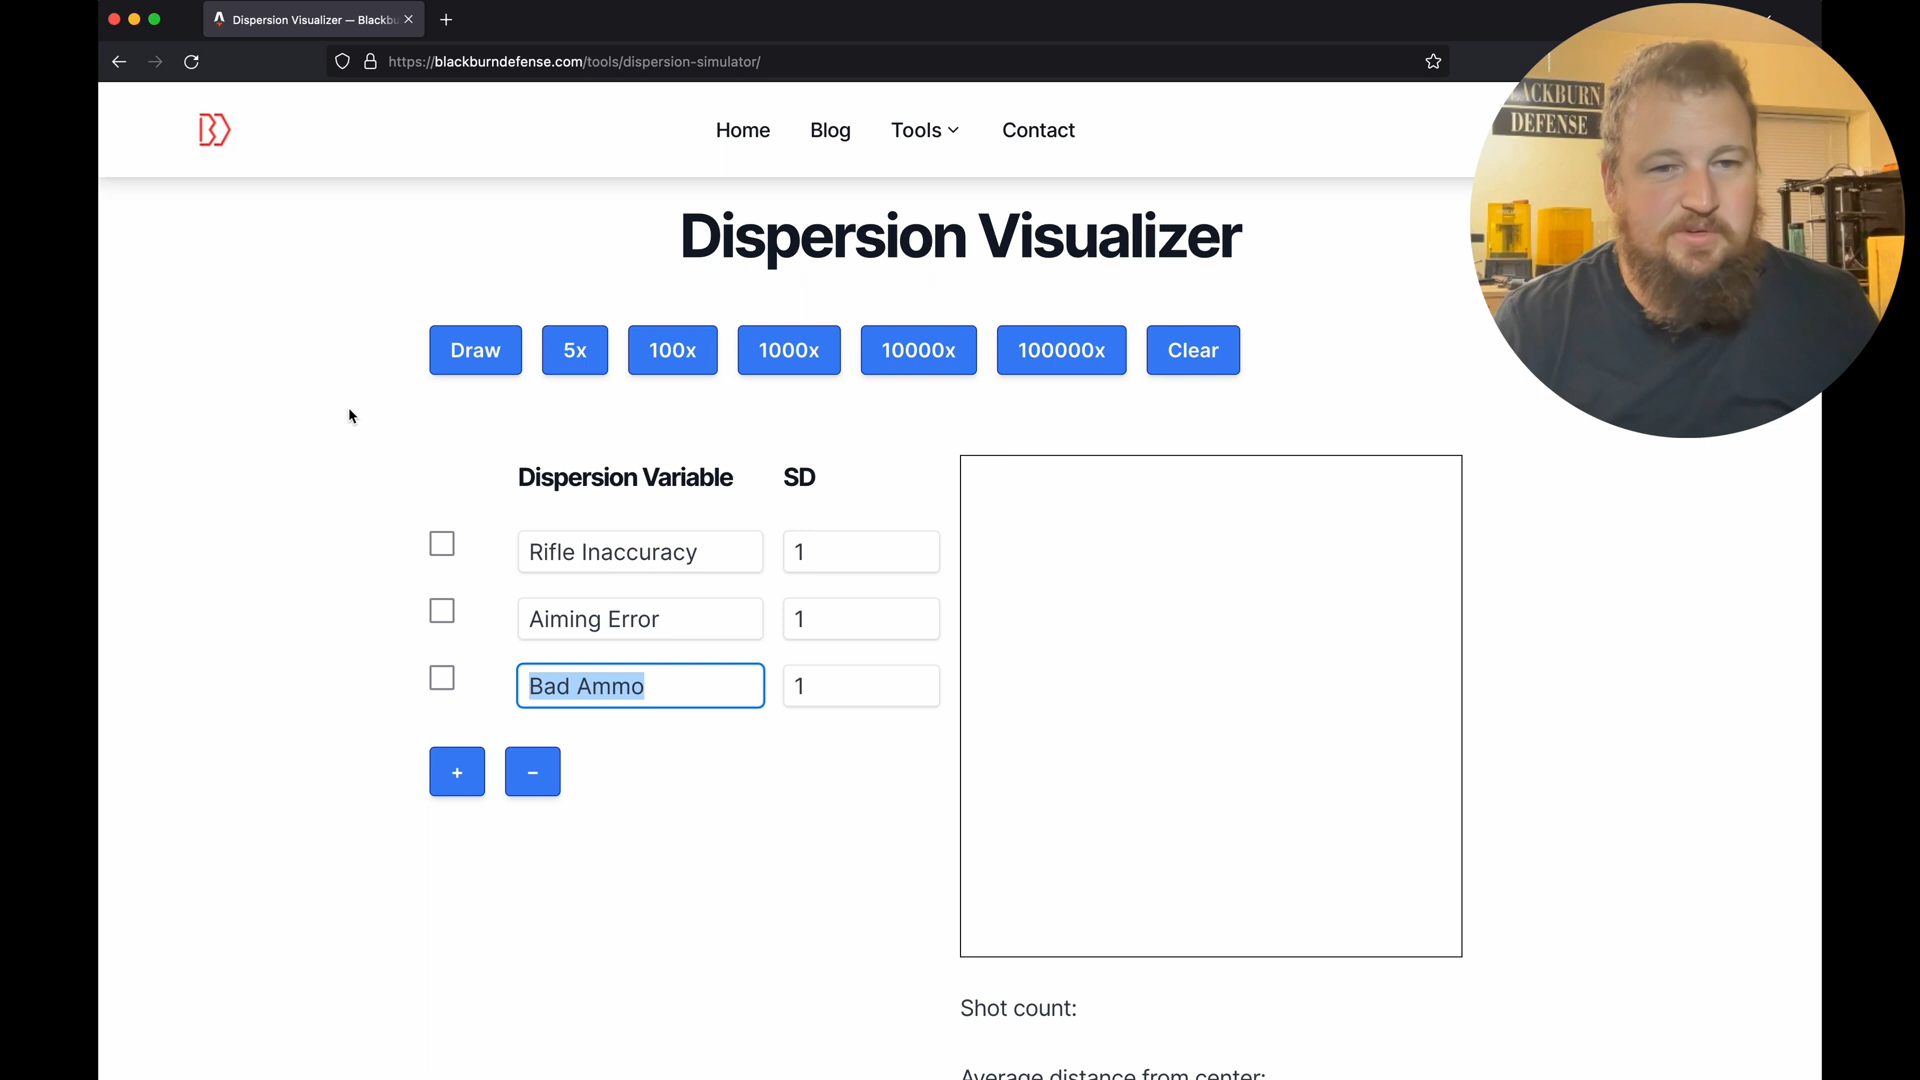 Dispersion Visualizer — Blackbu
https://blackburndefense.com/tools/dispersion-simulator/
Home Blog Tools Contact
BLACKBURN
DEFENSE
Dispersion Visualizer
Draw 5x 100x 1000x 10000x 100000x Clear
Dispersion Variable SD
Rifle Inaccuracy 1
Aiming Error 1
Bad Ammo 1
+ −
Shot count:
Average distance from center: